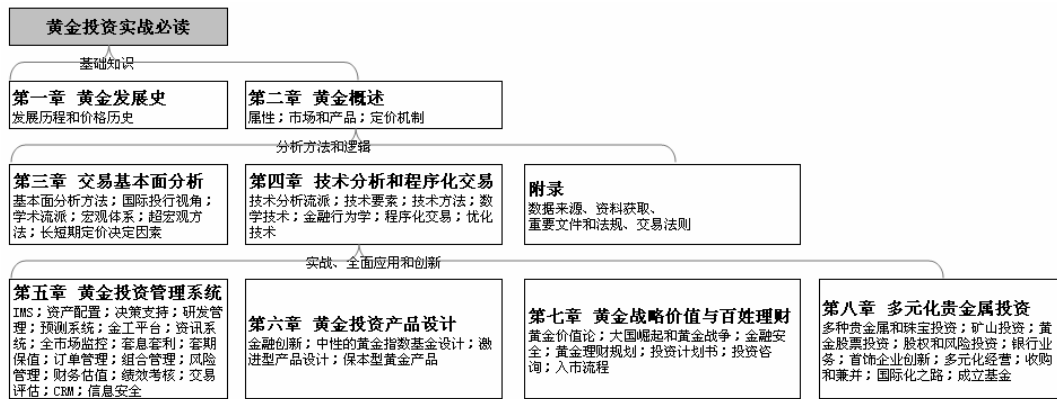 黄金投资实战必读
基础知识
第一章 黄金发展史
发展历程和价格历史
第二章 黄金概述
属性；市场和产品；定价机制
分析方法和逻辑
第三章 交易基本面分析
基本面分析方法；国际投行视角；
学术流派；宏观体系；超宏观方
法；长短期定价决定因素
第四章 技术分析和程序化交易
技术分析流派；技术要素；技术方法；数
学技术；金融行为学；程序化交易；优化
技术
附录
数据来源、资料获取、
重要文件和法规、交易法则
实战、全面应用和创新
第五章 黄金投资管理系统
IMS；资产配置；决策支持；研发管
理；预测系统；金工平台；资讯系
统；全市场监控；套息套利；套期
保值；订单管理；组合管理；风险
管理；财务估值；绩效考核；交易
评估；CRM；信息安全
第六章 黄金投资产品设计
金融创新；中性的黄金指数基金设计；激
进型产品设计；保本型黄金产品
第七章 黄金战略价值与百姓理财
黄金价值论；大国崛起和黄金战争；金融安
全；黄金理财规划；投资计划书；投资咨
询；入市流程
第八章 多元化贵金属投资
多种贵金属和珠宝投资；矿山投资；黄
金股票投资；股权和风险投资；银行业
务；首饰企业创新；多元化经营；收购
和兼并；国际化之路；成立基金